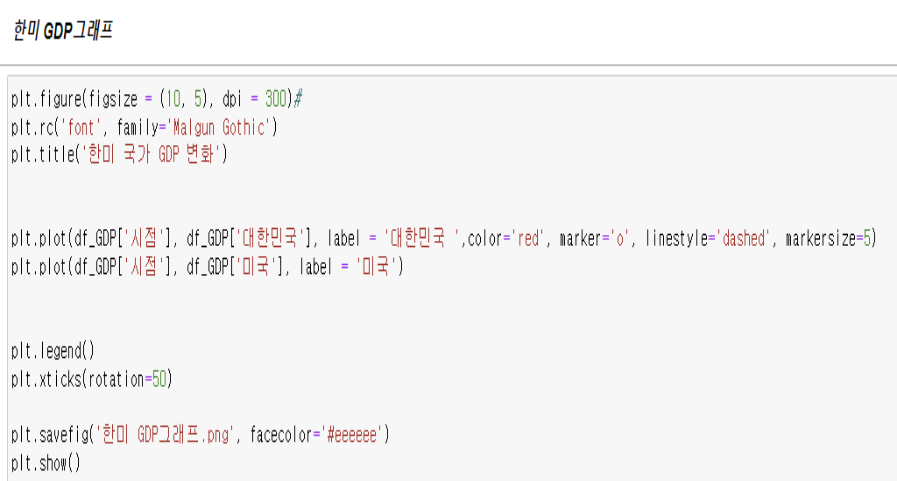 한미 GDP그래프
plt.figure(figsize = (10, 5), dpi = 300)#
plt.rc('font', family='Malgun Gothic')
plt.title('한미 국가 GDP 변화')
plt.plot(df_GDP['시점'], df_GDP['대한민국'], label = '대한민국 ',color='red', marker='o', linestyle='dashed', markersize=5)
plt.plot(df_GDP['시점'], df_GDP['미국'], label = '미국')
plt.legend()
plt.xticks(rotation=50)
plt.savefig('한미 GDP그래프.png', facecolor='#eeeeee')
plt.show()